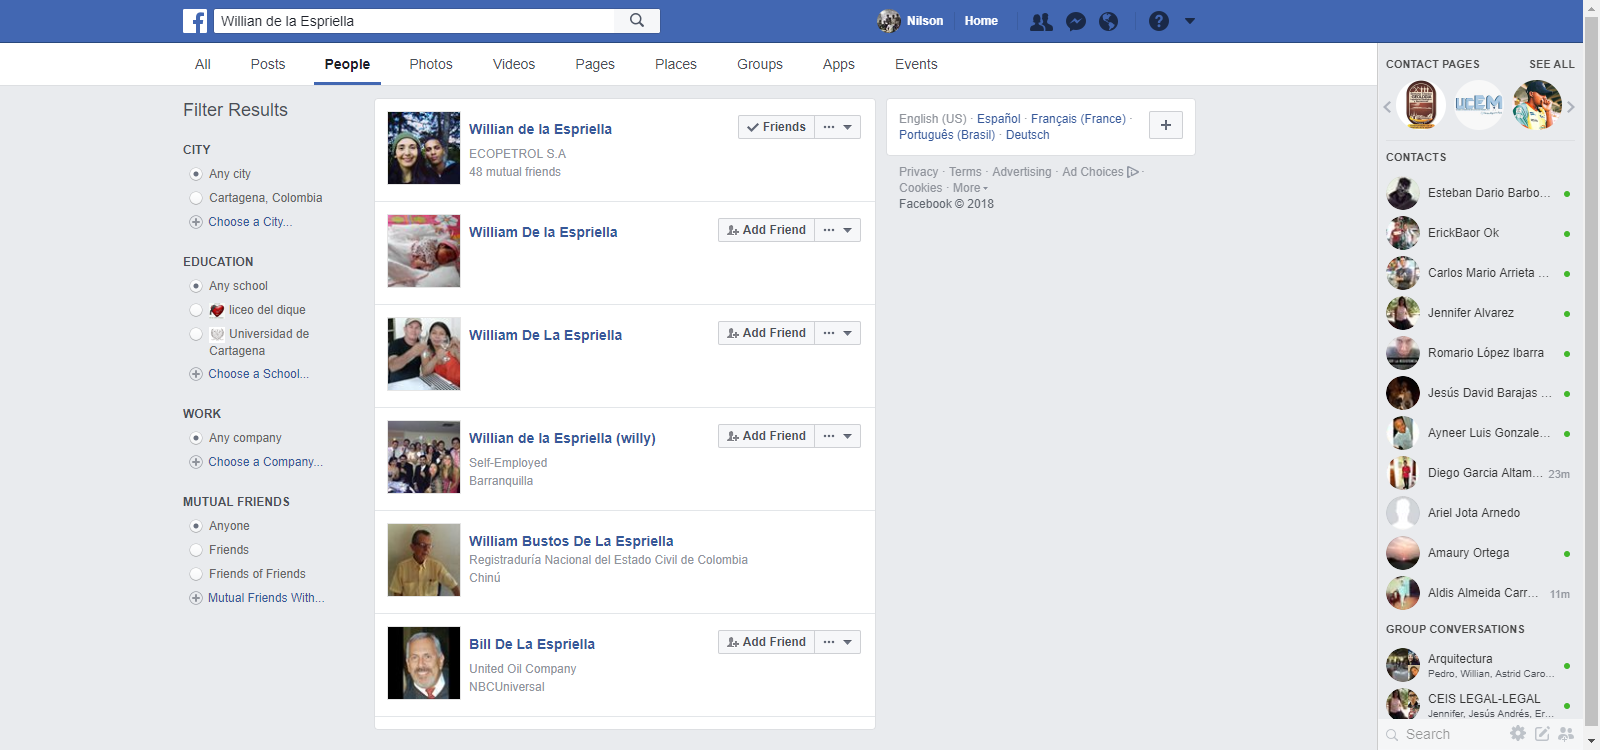 Willian de la Espriella
Nilson
Home
All
Posts
People
Photos
Videos
Pages
Places
Groups
Apps
Events
Filter Results
CITY
Any city
Cartagena, Colombia
Choose a City...
EDUCATION
Any school
liceo del dique
Universidad de
Cartagena
Choose a School...
WORK
Any company
Choose a Company...
MUTUAL FRIENDS
Anyone
Friends
Friends of Friends
Mutual Friends With...
Willian de la Espriella
ECOPETROL S.A
48 mutual friends
Friends
William De la Espriella
Add Friend
William De La Espriella
Add Friend
Willian de la Espriella (willy)
Self-Employed
Barranquilla
Add Friend
William Bustos De La Espriella
Registraduría Nacional del Estado Civil de Colombia
Chinú
Bill De La Espriella
United Oil Company
NBCUniversal
Add Friend
English (US) · Español · Français (France) ·
Português (Brasil) · Deutsch
Privacy · Terms · Advertising · Ad Choices ·
Cookies · More
Facebook © 2018
CONTACT PAGES
SEE ALL
UCEM
CONTACTS
Esteban Dario Barbo...
ErickBaor Ok
Carlos Mario Arrieta ...
Jennifer Alvarez
Romario López Ibarra
Jesús David Barajas ...
Ayneer Luis Gonzale...
Diego Garcia Altam... 23m
Ariel Jota Arnedo
Amaury Ortega
Aldis Almeida Carr... 11m
GROUP CONVERSATIONS
Arquitectura
Pedro, Willian, Astrid Caro...
CEIS LEGAL-LEGAL
Jennifer, Jesús Andrés, Er...
Search